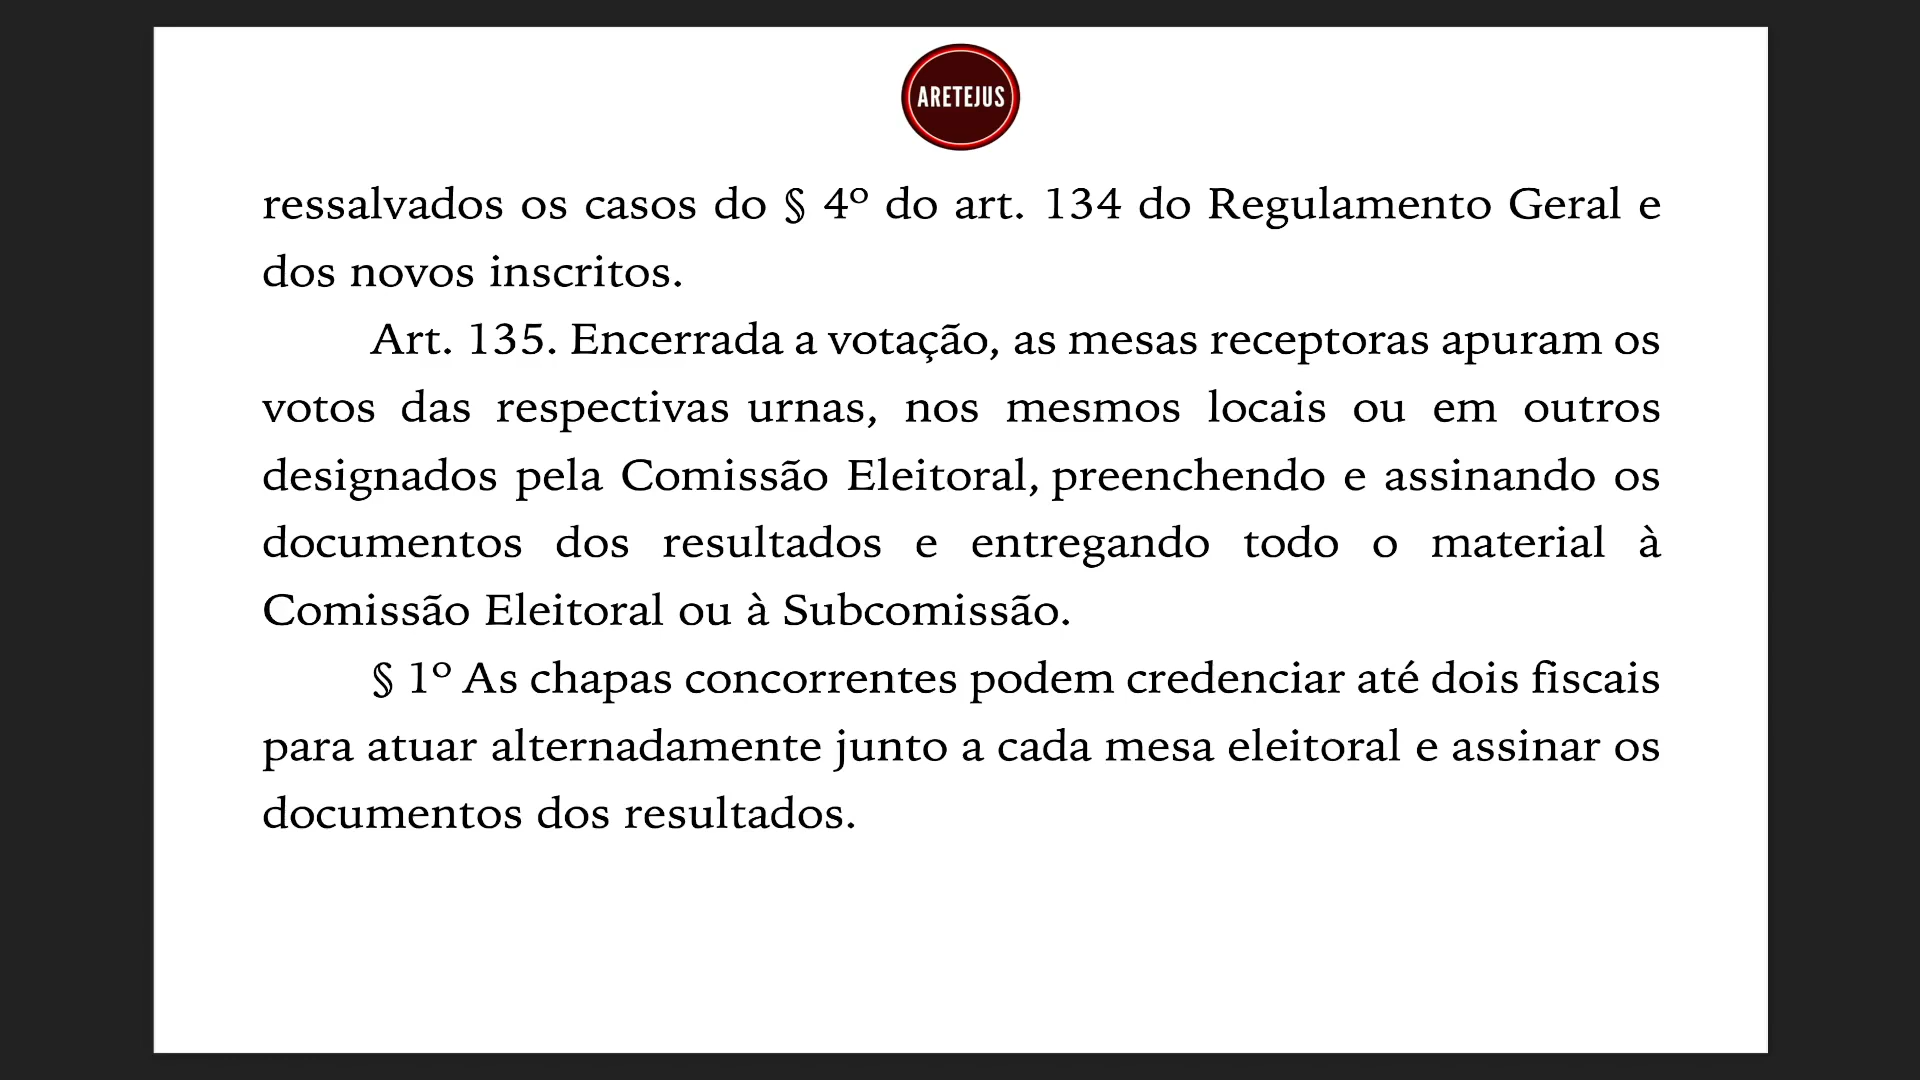 ARETEJUS
ressalvados os casos do § 4º do art. 134 do Regulamento Geral e
dos novos inscritos.
Art. 135. Encerrada a votação, as mesas receptoras apuram os
votos das respectivas urnas, nos mesmos locais ou em outros
designados pela Comissão Eleitoral, preenchendo e assinando os
documentos dos resultados e entregando todo o material à
Comissão Eleitoral ou à Subcomissão.
§ 1º As chapas concorrentes podem credenciar até dois fiscais
para atuar alternadamente junto a cada mesa eleitoral e assinar os
documentos dos resultados.